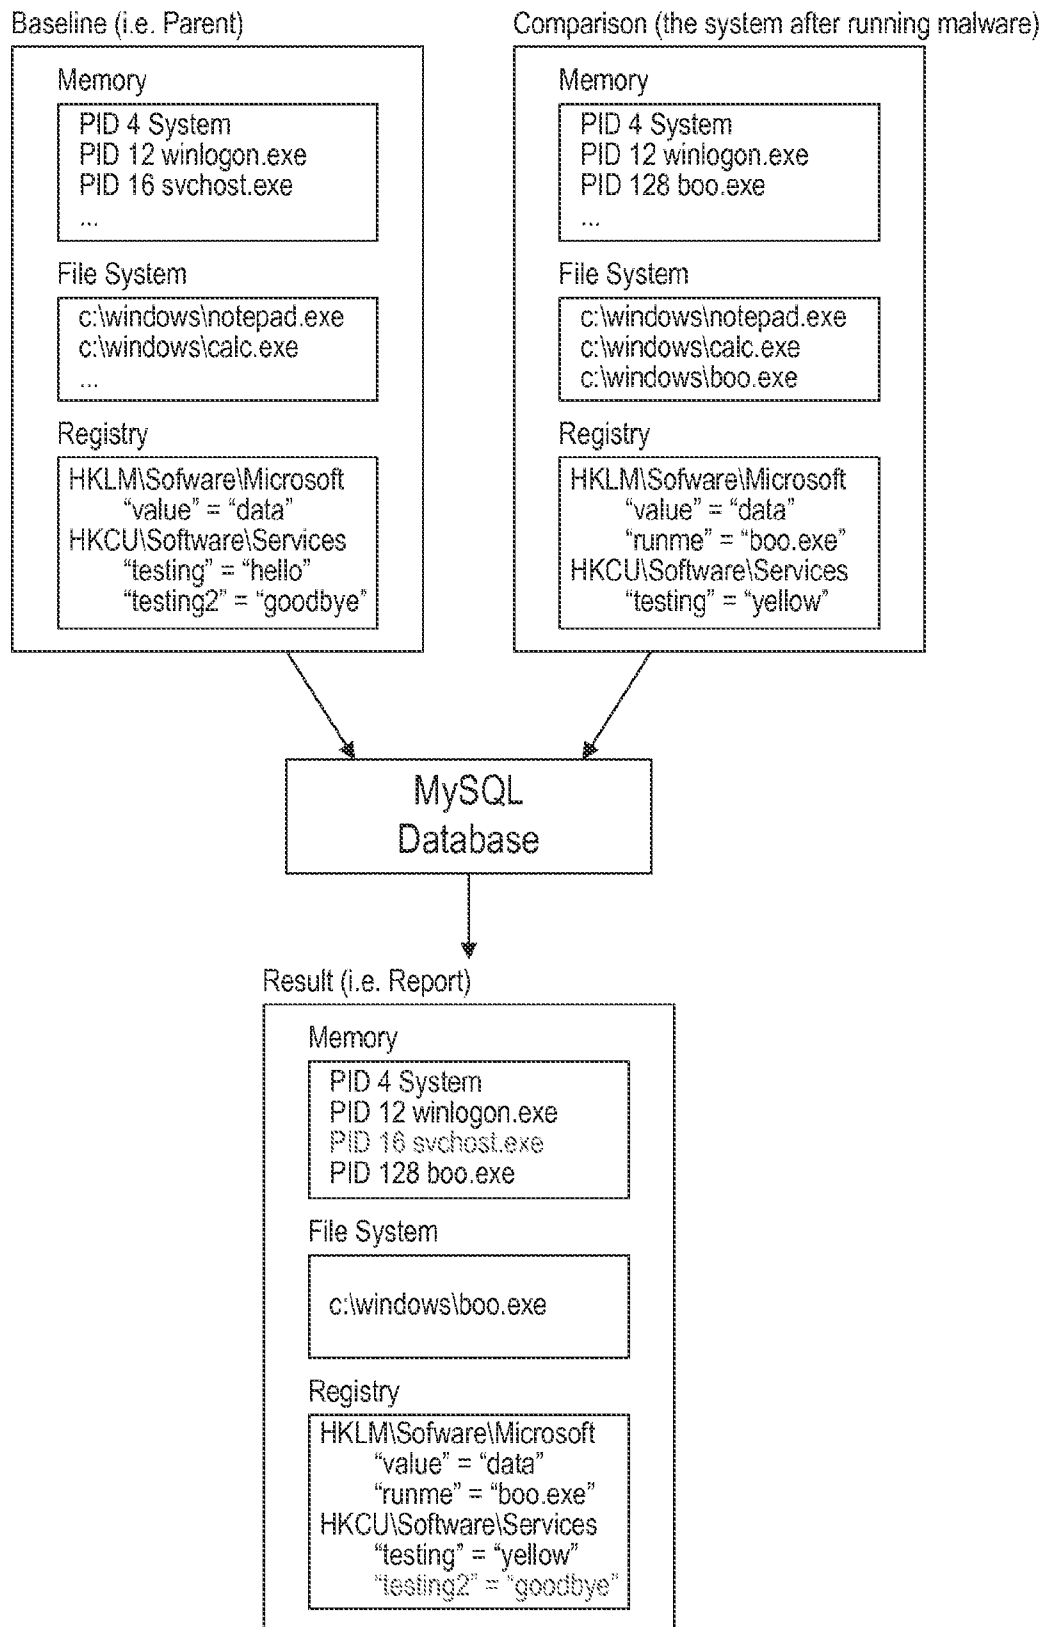 Baseline (i.e. Parent)
Memory
PID 4 System
PID 12 winlogon.exe
PID 16 svchost.exe
...
File System
c:\windows\notepad.exe
c:\windows\calc.exe
...
Registry
HKLM\Sofware\Microsoft
“value” = “data”
HKCU\Software\Services
“testing” = “hello”
“testing2” = “goodbye”
Comparison (the system after running malware)
Memory
PID 4 System
PID 12 winlogon.exe
PID 128 boo.exe
...
File System
c:\windows\notepad.exe
c:\windows\calc.exe
c:\windows\boo.exe
Registry
HKLM\Sofware\Microsoft
“value” = “data”
“runme” = “boo.exe”
HKCU\Software\Services
“testing” = “yellow”
MySQL
Database
Result (i.e. Report)
Memory
PID 4 System
PID 12 winlogon.exe
PID 16 svchost.exe
PID 128 boo.exe
File System
c:\windows\boo.exe
Registry
HKLM\Sofware\Microsoft
“value” = “data”
“runme” = “boo.exe”
HKCU\Software\Services
“testing” = “yellow”
“testing2” = “goodbye”